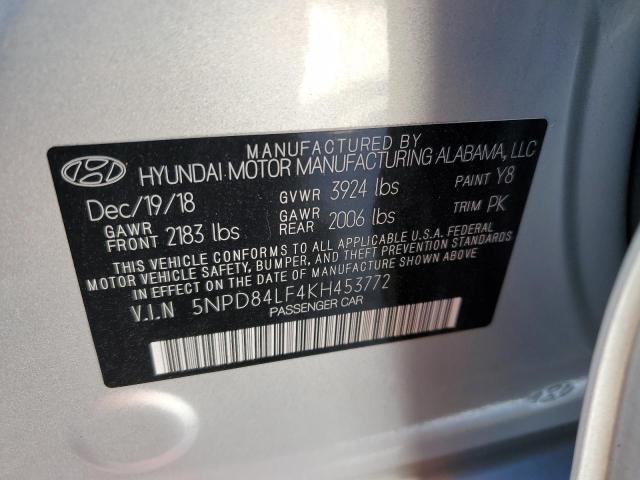 MANUFACTURED BY
HYUNDAI MOTOR MANUFACTURING ALABAMA, LLC
Dec/19/18 GVWR 3924 lbs PAINT Y8
GAWR FRONT 2183 lbs GAWR REAR 2006 lbs TRIM PK
THIS VEHICLE CONFORMS TO ALL APPLICABLE U.S.A. FEDERAL
MOTOR VEHICLE SAFETY, BUMPER, AND THEFT PREVENTION STANDARDS
IN EFFECT ON THE DATE OF MANUFACTURE SHOWN ABOVE.
V.I.N 5NPD84LF4KH453772
PASSENGER CAR